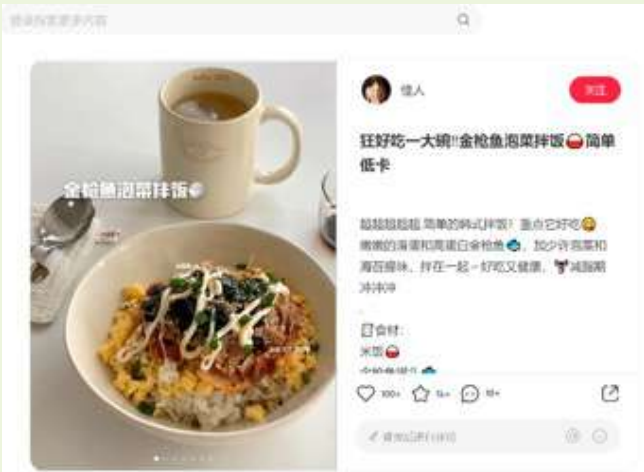 金枪鱼泡菜拌饭🍚
佳人
关注
狂好吃一大碗‼️金枪鱼泡菜拌饭🍚简单
低卡
超超超超超 简单的韩式拌饭！重点它好吃😋
嫩嫩的滑蛋和高蛋白金枪鱼🐟，加少许泡菜和
海苔提味，拌在一起～好吃又健康，减脂期
冲冲冲
食材：
米饭🍚
100+
1k+
10+